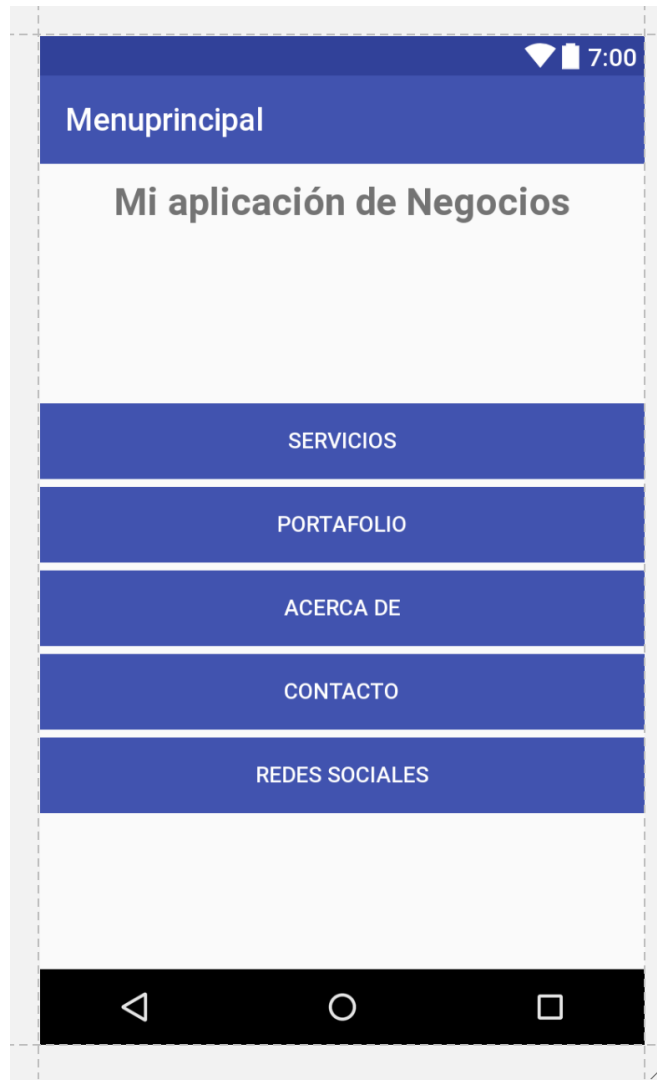 7:00
Menuprincipal
Mi aplicación de Negocios
SERVICIOS
PORTAFOLIO
ACERCA DE
CONTACTO
REDES SOCIALES